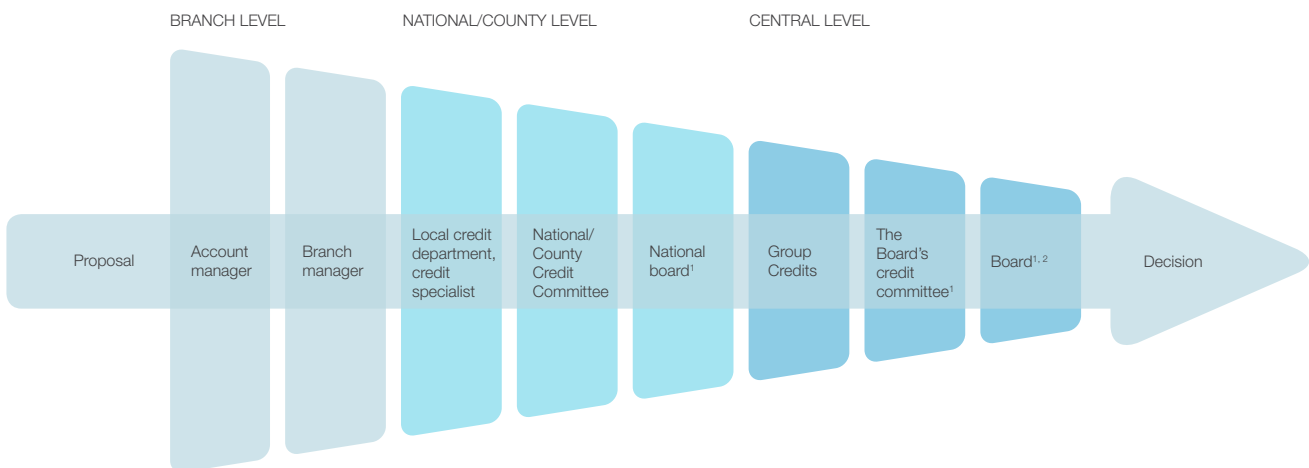 BRANCH LEVEL
NATIONAL/COUNTY LEVEL
CENTRAL LEVEL
Proposal
Account
manager
Branch
manager
Local credit
department,
credit
specialist
National/
County
Credit
Committee
National
board¹
Group
Credits
The
Board’s
credit
committee¹
Board¹˒ ²
Decision